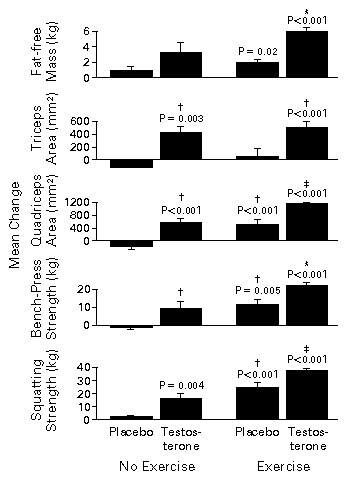 Mean Change
Fat-free
Mass (kg)
6
4
2
0
P = 0.02
*
P<0.001
Triceps
Area (mm²)
600
400
200
0
†
P = 0.003
†
P<0.001
Quadriceps
Area (mm²)
1200
800
400
0
†
P<0.001
†
P<0.001
‡
P<0.001
Bench-Press
Strength (kg)
20
10
0
†
†
P = 0.005
*
P<0.001
Squatting
Strength (kg)
40
30
20
10
0
P = 0.004
†
P<0.001
‡
P<0.001
Placebo
Testos-
terone
Placebo
Testos-
terone
No Exercise
Exercise